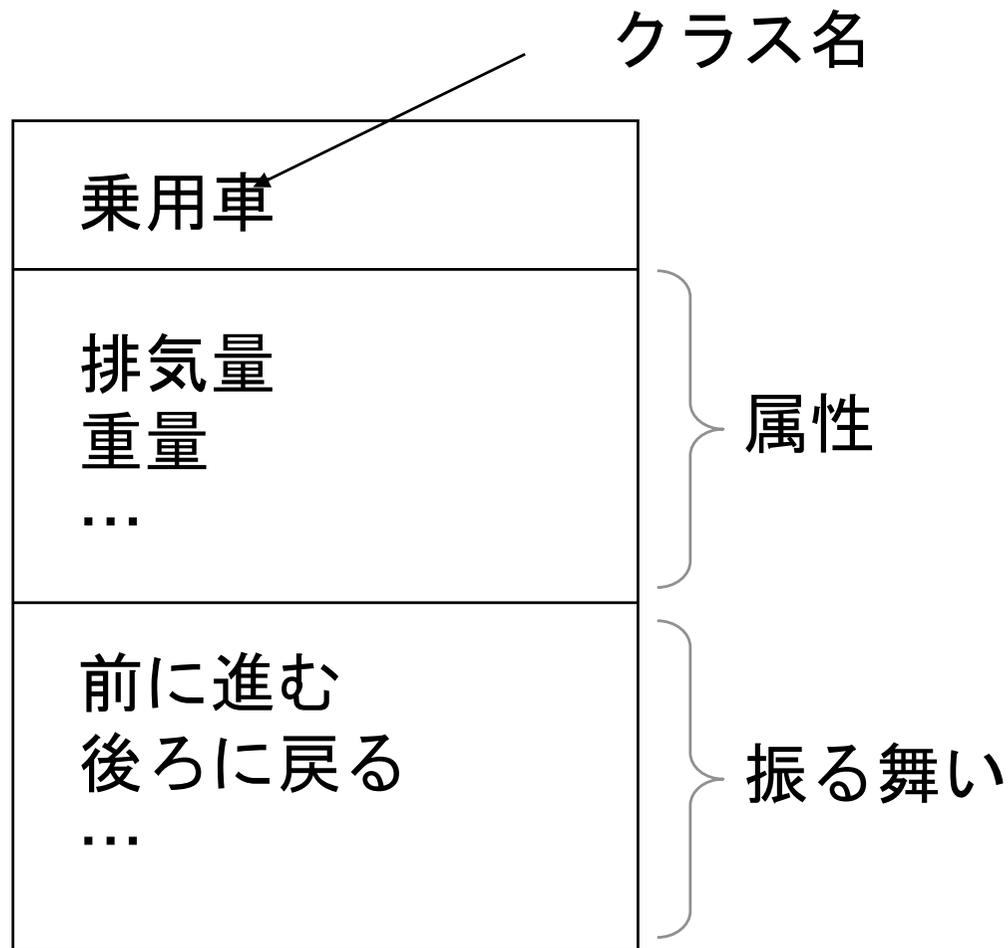 クラス名
乗用車
排気量
重量
…
属性
前に進む
後ろに戻る
…
振る舞い